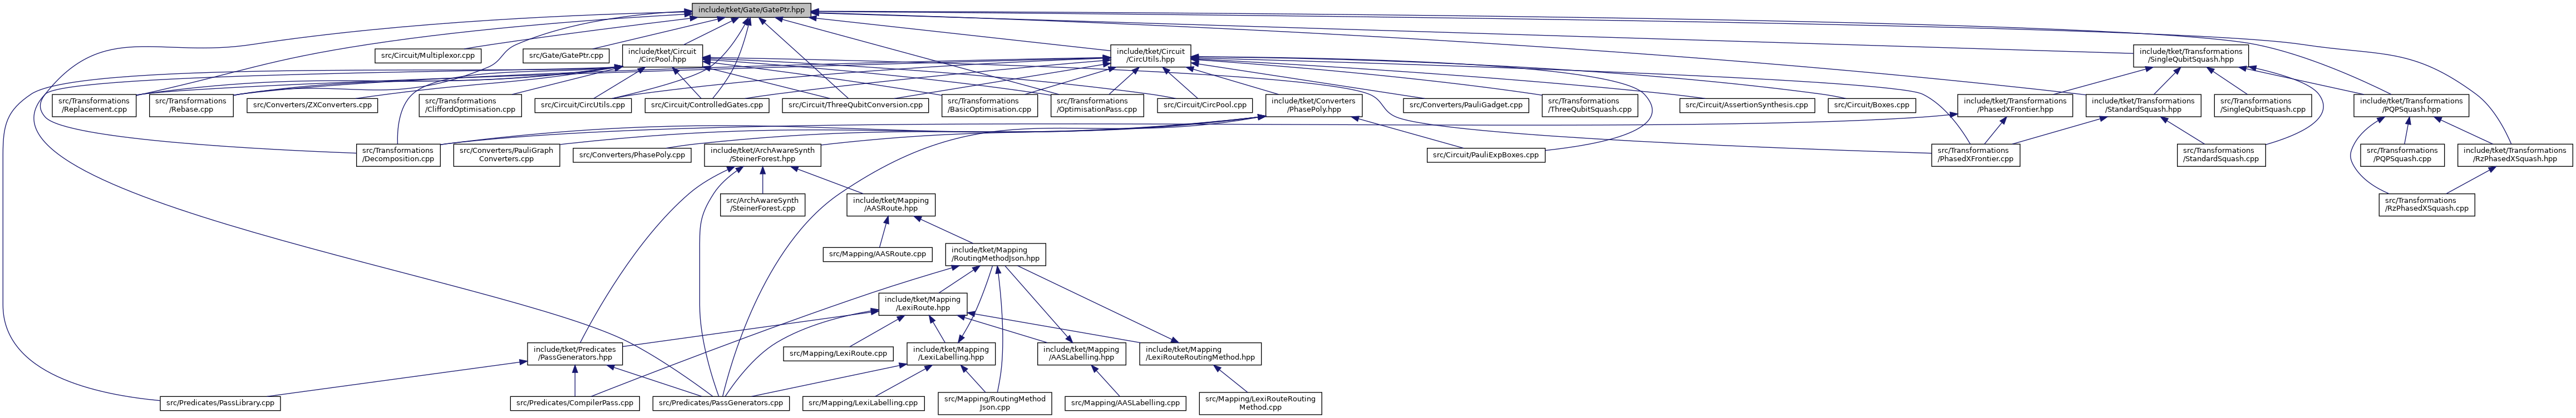 include/tket/Gate/GatePtr.hpp
src/Circuit/Multiplexor.cpp
src/Gate/GatePtr.cpp
include/tket/Circuit
/CircPool.hpp
include/tket/Circuit
/CircUtils.hpp
include/tket/Transformations
/SingleQubitSquash.hpp
src/Transformations
/Replacement.cpp
src/Transformations
/Rebase.cpp
src/Converters/ZXConverters.cpp
src/Transformations
/CliffordOptimisation.cpp
src/Circuit/CircUtils.cpp
src/Circuit/ControlledGates.cpp
src/Circuit/ThreeQubitConversion.cpp
src/Transformations
/BasicOptimisation.cpp
src/Transformations
/OptimisationPass.cpp
src/Circuit/CircPool.cpp
include/tket/Converters
/PhasePoly.hpp
src/Converters/PauliGadget.cpp
src/Transformations
/ThreeQubitSquash.cpp
src/Circuit/AssertionSynthesis.cpp
src/Circuit/Boxes.cpp
include/tket/Transformations
/PhasedXFrontier.hpp
include/tket/Transformations
/StandardSquash.hpp
src/Transformations
/SingleQubitSquash.cpp
include/tket/Transformations
/PQPSquash.hpp
src/Transformations
/Decomposition.cpp
src/Converters/PauliGraph
Converters.cpp
src/Converters/PhasePoly.cpp
include/tket/ArchAwareSynth
/SteinerForest.hpp
src/Circuit/PauliExpBoxes.cpp
src/Transformations
/PhasedXFrontier.cpp
src/Transformations
/StandardSquash.cpp
src/Transformations
/PQPSquash.cpp
include/tket/Transformations
/RzPhasedXSquash.hpp
src/ArchAwareSynth
/SteinerForest.cpp
include/tket/Mapping
/AASRoute.hpp
src/Transformations
/RzPhasedXSquash.cpp
src/Mapping/AASRoute.cpp
include/tket/Mapping
/RoutingMethodJson.hpp
include/tket/Mapping
/LexiRoute.hpp
include/tket/Predicates
/PassGenerators.hpp
src/Mapping/LexiRoute.cpp
include/tket/Mapping
/LexiLabelling.hpp
include/tket/Mapping
/AASLabelling.hpp
include/tket/Mapping
/LexiRouteRoutingMethod.hpp
src/Predicates/PassLibrary.cpp
src/Predicates/CompilerPass.cpp
src/Predicates/PassGenerators.cpp
src/Mapping/LexiLabelling.cpp
src/Mapping/RoutingMethod
Json.cpp
src/Mapping/AASLabelling.cpp
src/Mapping/LexiRouteRouting
Method.cpp